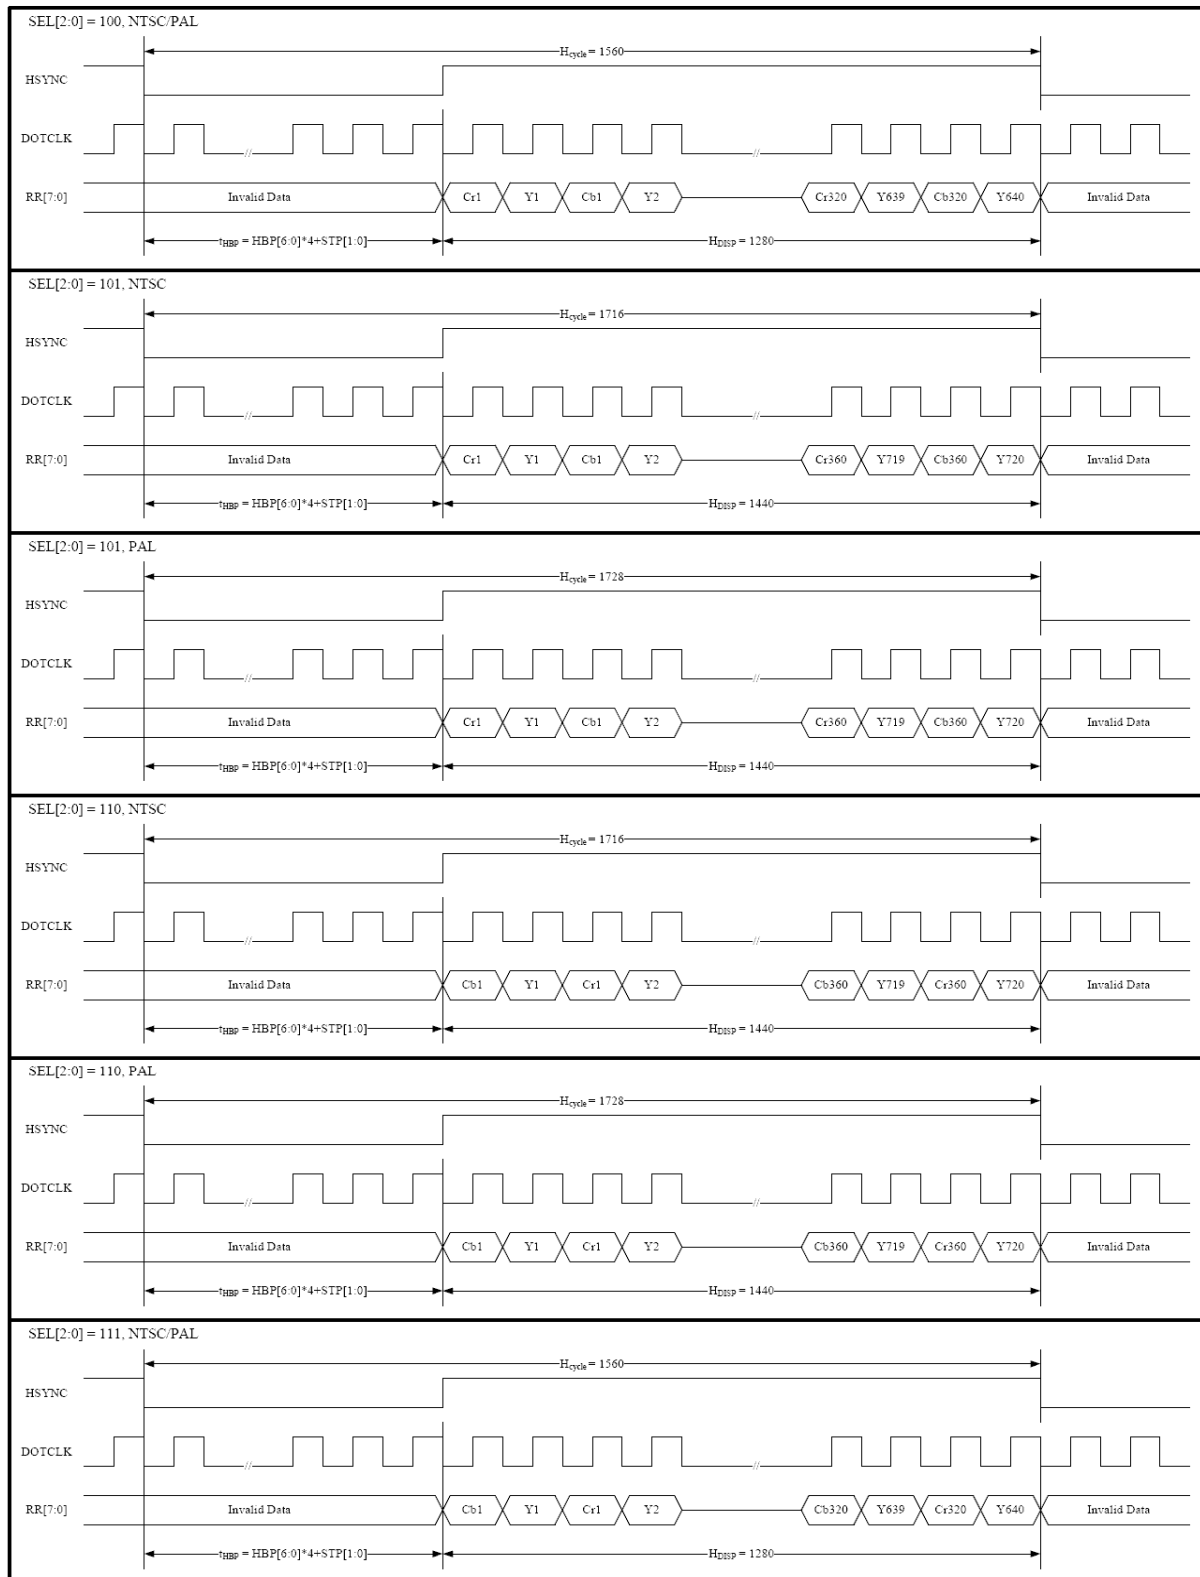 SEL[2:0] = 100, NTSC/PAL
Hcycle = 1560
HSYNC
DOTCLK
// //
RR[7:0] Invalid Data Cr1 Y1 Cb1 Y2 Cr320 Y639 Cb320 Y640 Invalid Data
tHBP = HBP[6:0]*4+STP[1:0] HDISP = 1280
SEL[2:0] = 101, NTSC
Hcycle = 1716
HSYNC
DOTCLK
// //
RR[7:0] Invalid Data Cr1 Y1 Cb1 Y2 Cr360 Y719 Cb360 Y720 Invalid Data
tHBP = HBP[6:0]*4+STP[1:0] HDISP = 1440
SEL[2:0] = 101, PAL
Hcycle = 1728
HSYNC
DOTCLK
// //
RR[7:0] Invalid Data Cr1 Y1 Cb1 Y2 Cr360 Y719 Cb360 Y720 Invalid Data
tHBP = HBP[6:0]*4+STP[1:0] HDISP = 1440
SEL[2:0] = 110, NTSC
Hcycle = 1716
HSYNC
DOTCLK
// //
RR[7:0] Invalid Data Cb1 Y1 Cr1 Y2 Cb360 Y719 Cr360 Y720 Invalid Data
tHBP = HBP[6:0]*4+STP[1:0] HDISP = 1440
SEL[2:0] = 110, PAL
Hcycle = 1728
HSYNC
DOTCLK
// //
RR[7:0] Invalid Data Cb1 Y1 Cr1 Y2 Cb360 Y719 Cr360 Y720 Invalid Data
tHBP = HBP[6:0]*4+STP[1:0] HDISP = 1440
SEL[2:0] = 111, NTSC/PAL
Hcycle = 1560
HSYNC
DOTCLK
// //
RR[7:0] Invalid Data Cb1 Y1 Cr1 Y2 Cb320 Y639 Cr320 Y640 Invalid Data
tHBP = HBP[6:0]*4+STP[1:0] HDISP = 1280